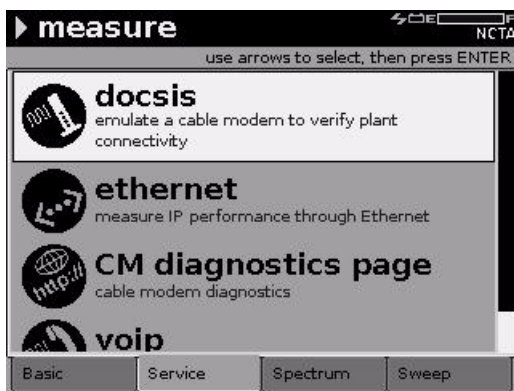 measure
E F
NCTA
use arrows to select, then press ENTER
docsis
emulate a cable modem to verify plant
connectivity
ethernet
measure IP performance through Ethernet
http://
CM diagnostics page
cable modem diagnostics
voip
Basic Service Spectrum Sweep